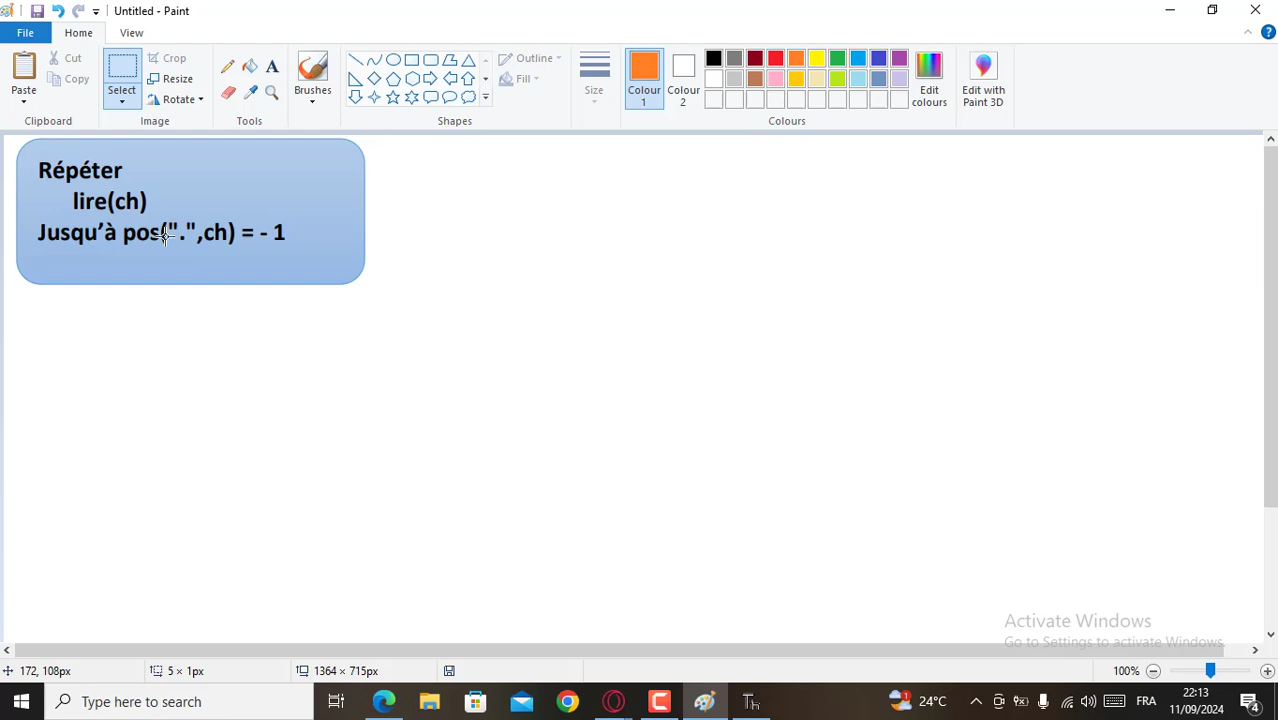 Untitled - Paint
File Home View
Paste
Cut
Copy
Clipboard
Select
Crop
Resize
Rotate
Image
Tools
Brushes
Shapes
Outline
Fill
Size
Colour 1
Colour 2
Edit colours
Edit with Paint 3D
Colours
Répéter
lire(ch)
Jusqu’à pos(".",ch) = - 1
Activate Windows
Go to Settings to activate Windows.
172, 108px
5 × 1px
1364 × 715px
100%
Type here to search
24°C
FRA
22:13
11/09/2024
1
4